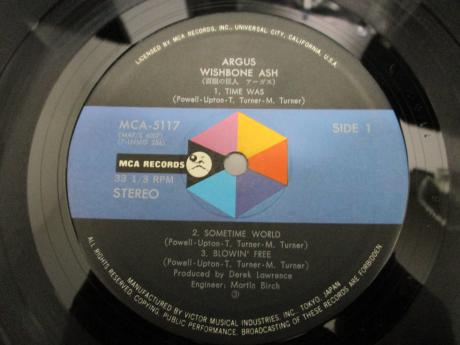 LICENSED BY MCA RECORDS, INC., UNIVERSAL CITY, CALIFORNIA, U.S.A.
ARGUS
WISHBONE ASH
(百眼の巨人 アーガス)
1. TIME WAS
(Powell-Upton-T. Turner-M. Turner)
MCA-5117
SIDE 1
MCA RECORDS
33 1/3 RPM
STEREO
2. SOMETIME WORLD
(Powell-Upton-T. Turner-M. Turner)
3. BLOWIN' FREE
(Powell-Upton-T. Turner-M. Turner)
Produced by Derek Lawrence
Engineer: Martin Birch
③
MANUFACTURED BY VICTOR MUSICAL INDUSTRIES, INC. TOKYO, JAPAN
ALL RIGHTS RESERVED. UNAUTHORIZED COPYING, PUBLIC PERFORMANCE, BROADCASTING OF THESE RECORDS ARE FORBIDDEN.